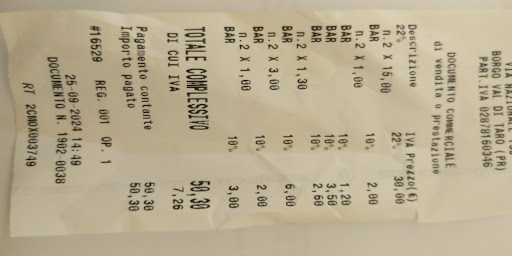 VIA NAZIONALE
BORGO VAL DI TARO (PR)
PART.IVA 02878160346
DOCUMENTO COMMERCIALE
di vendita o prestazione
Descrizione IVA Prezzo(€)
22% 22% 30,00
n.2 X 15,00
BAR 10% 2,00
n.2 X 1,00
BAR 10% 1,20
BAR 10% 3,50
BAR 10% 2,60
n.2 X 1,30
BAR 10% 6,00
n.2 X 3,00
BAR 10% 2,00
n.2 X 1,00
BAR 10% 3,00
TOTALE COMPLESSIVO 50,30
DI CUI IVA 7,26
Pagamento contante 50,30
Importo pagato 50,30
#16529 REG. 001 OP. 1
25-09-2024 14:49
DOCUMENTO N. 1902-0038
RT 2CMNX003749